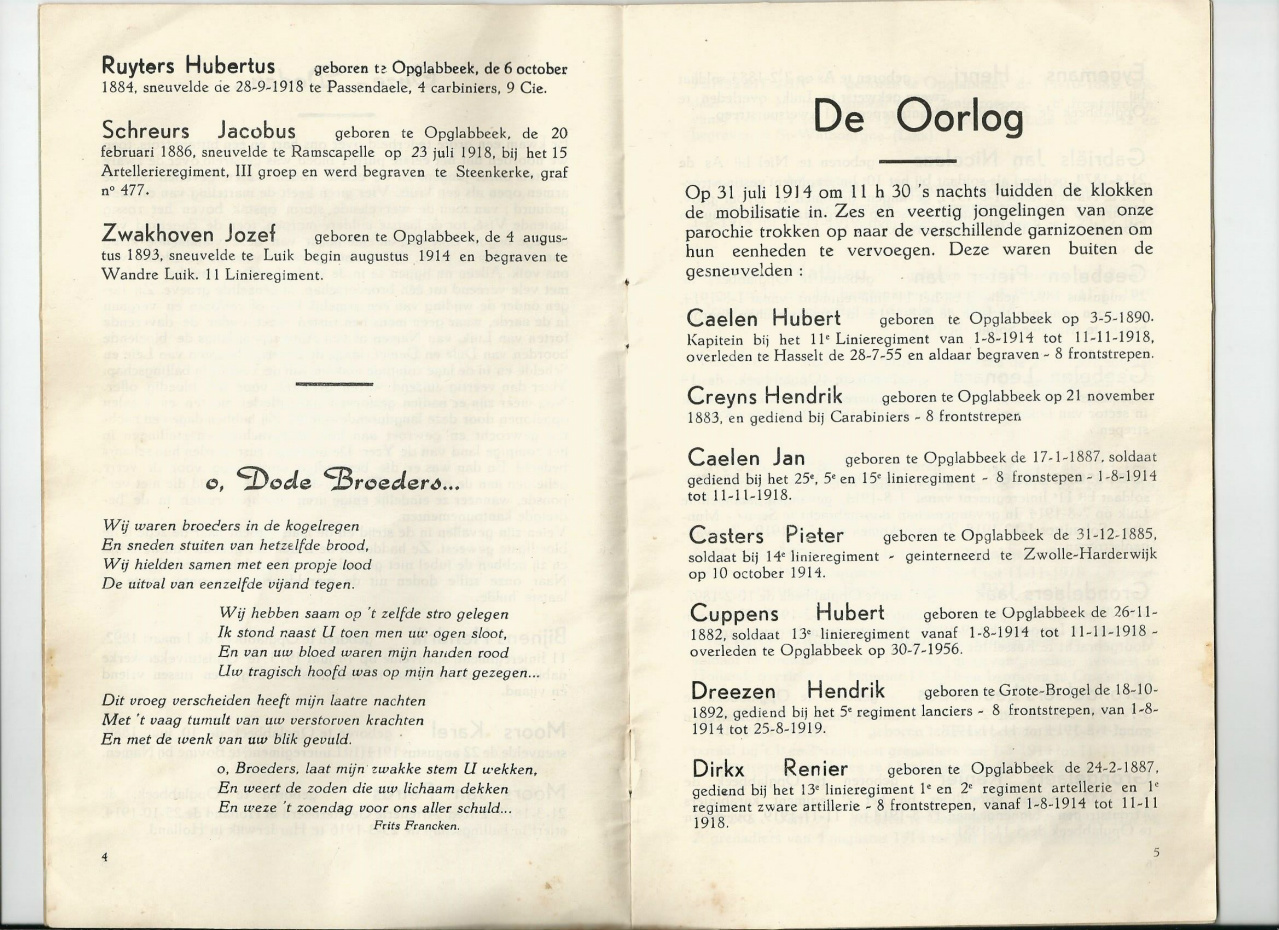 Ruyters Hubertus geboren te Opglabbeek, de 6 october
1884, sneuvelde de 28-9-1918 te Passendaele, 4 carbiniers, 9 Cie.
Schreurs Jacobus geboren te Opglabbeek, de 20
februari 1886, sneuvelde te Ramscapelle op 23 juli 1918, bij het 15
Artellerieregiment, III groep en werd begraven te Steenkerke, graf
n° 477.
Zwakhoven Jozef geboren te Opglabbeek, de 4 augus-
tus 1893, sneuvelde te Luik begin augustus 1914 en begraven te
Wandre Luik. 11 Linieregiment.
o, Dode Broeders...
Wij waren broeders in de kogelregen
En sneden stuiten van hetzelfde brood,
Wij hielden samen met een propje lood
De uitval van eenzelfde vijand tegen.
Wij hebben saam op 't zelfde stro gelegen
Ik stond naast U toen men uw ogen sloot,
En van uw bloed waren mijn handen rood
Uw tragisch hoofd was op mijn hart gezegen...
Dit vroeg verscheiden heeft mijn laatre nachten
Met 't vaag tumult van uw verstorven krachten
En met de wenk van uw blik gevuld.
o, Broeders, laat mijn zwakke stem U wekken,
En weert de zoden die uw lichaam dekken
En weze 't zoendag voor ons aller schuld...
Frits Francken.
4
De Oorlog
Op 31 juli 1914 om 11 h 30 's nachts luidden de klokken
de mobilisatie in. Zes en veertig jongelingen van onze
parochie trokken op naar de verschillende garnizoenen om
hun eenheden te vervoegen. Deze waren buiten de
gesneuvelden :
Caelen Hubert geboren te Opglabbeek op 3-5-1890.
Kapitein bij het 11e Linieregiment van 1-8-1914 tot 11-11-1918,
overleden te Hasselt de 28-7-55 en aldaar begraven - 8 frontstrepen.
Creyns Hendrik geboren te Opglabbeek op 21 november
1883, en gediend bij Carabiniers - 8 frontstrepen
Caelen Jan geboren te Opglabbeek de 17-1-1887. soldaat
gediend bij het 25e, 5e en 15e linieregiment - 8 fronstepen - 1-8-1914
tot 11-11-1918.
Casters Pieter geboren te Opglabbeek de 31-12-1885,
soldaat bij 14e linieregiment - geinterneerd te Zwolle-Harderwijk
op 10 october 1914.
Cuppens Hubert geboren te Opglabbeek de 26-11-
1882, soldaat 13e linieregiment vanaf 1-8-1914 tot 11-11-1918 -
overleden te Opglabbeek op 30-7-1956.
Dreezen Hendrik geboren te Grote-Brogel de 18-10-
1892, gediend bij het 5e regiment lanciers - 8 frontstrepen, van 1-8-
1914 tot 25-8-1919.
Dirkx Renier geboren te Opglabbeek de 24-2-1887,
gediend bij het 13e linieregiment 1e en 2e regiment artellerie en 1e
regiment zware artillerie - 8 frontstrepen, vanaf 1-8-1914 tot 11-11
1918.
5